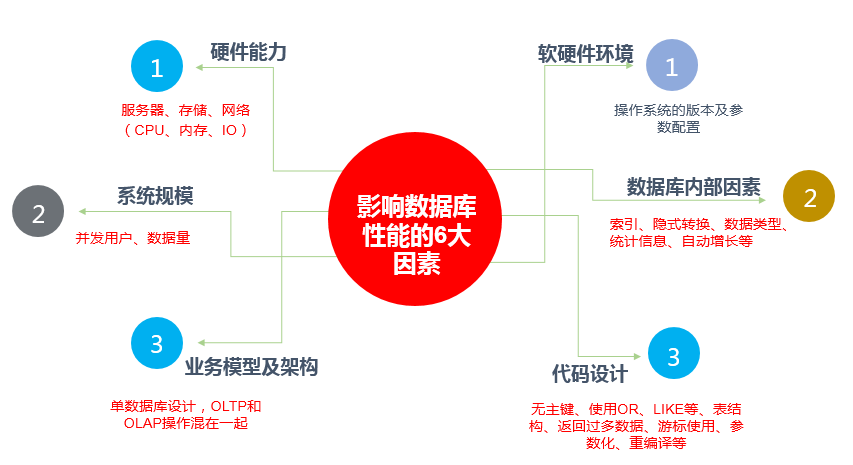 影响数据库
性能的6大
因素
1
硬件能力
服务器、存储、网络
（CPU、内存、IO）
2
系统规模
并发用户、数据量
3
业务模型及架构
单数据库设计，OLTP和
OLAP操作混在一起
软硬件环境
1
操作系统的版本及参
数配置
数据库内部因素
2
索引、隐式转换、数据类型、
统计信息、自动增长等
3
代码设计
无主键、使用OR、LIKE等、表结
构、返回过多数据、游标使用、参
数化、重编译等